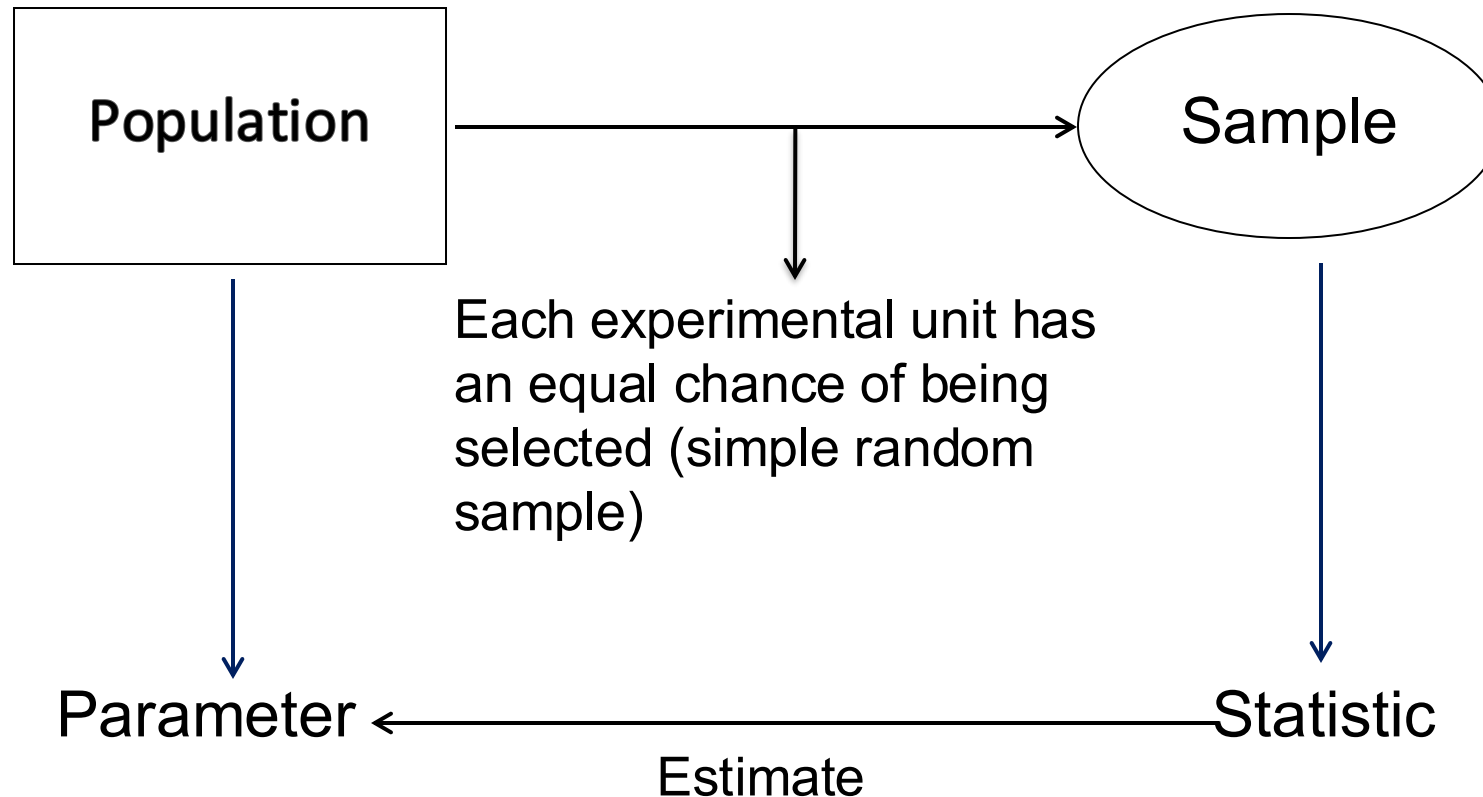 Population
Sample
Each experimental unit has
an equal chance of being
selected (simple random
sample)
Parameter
Statistic
Estimate